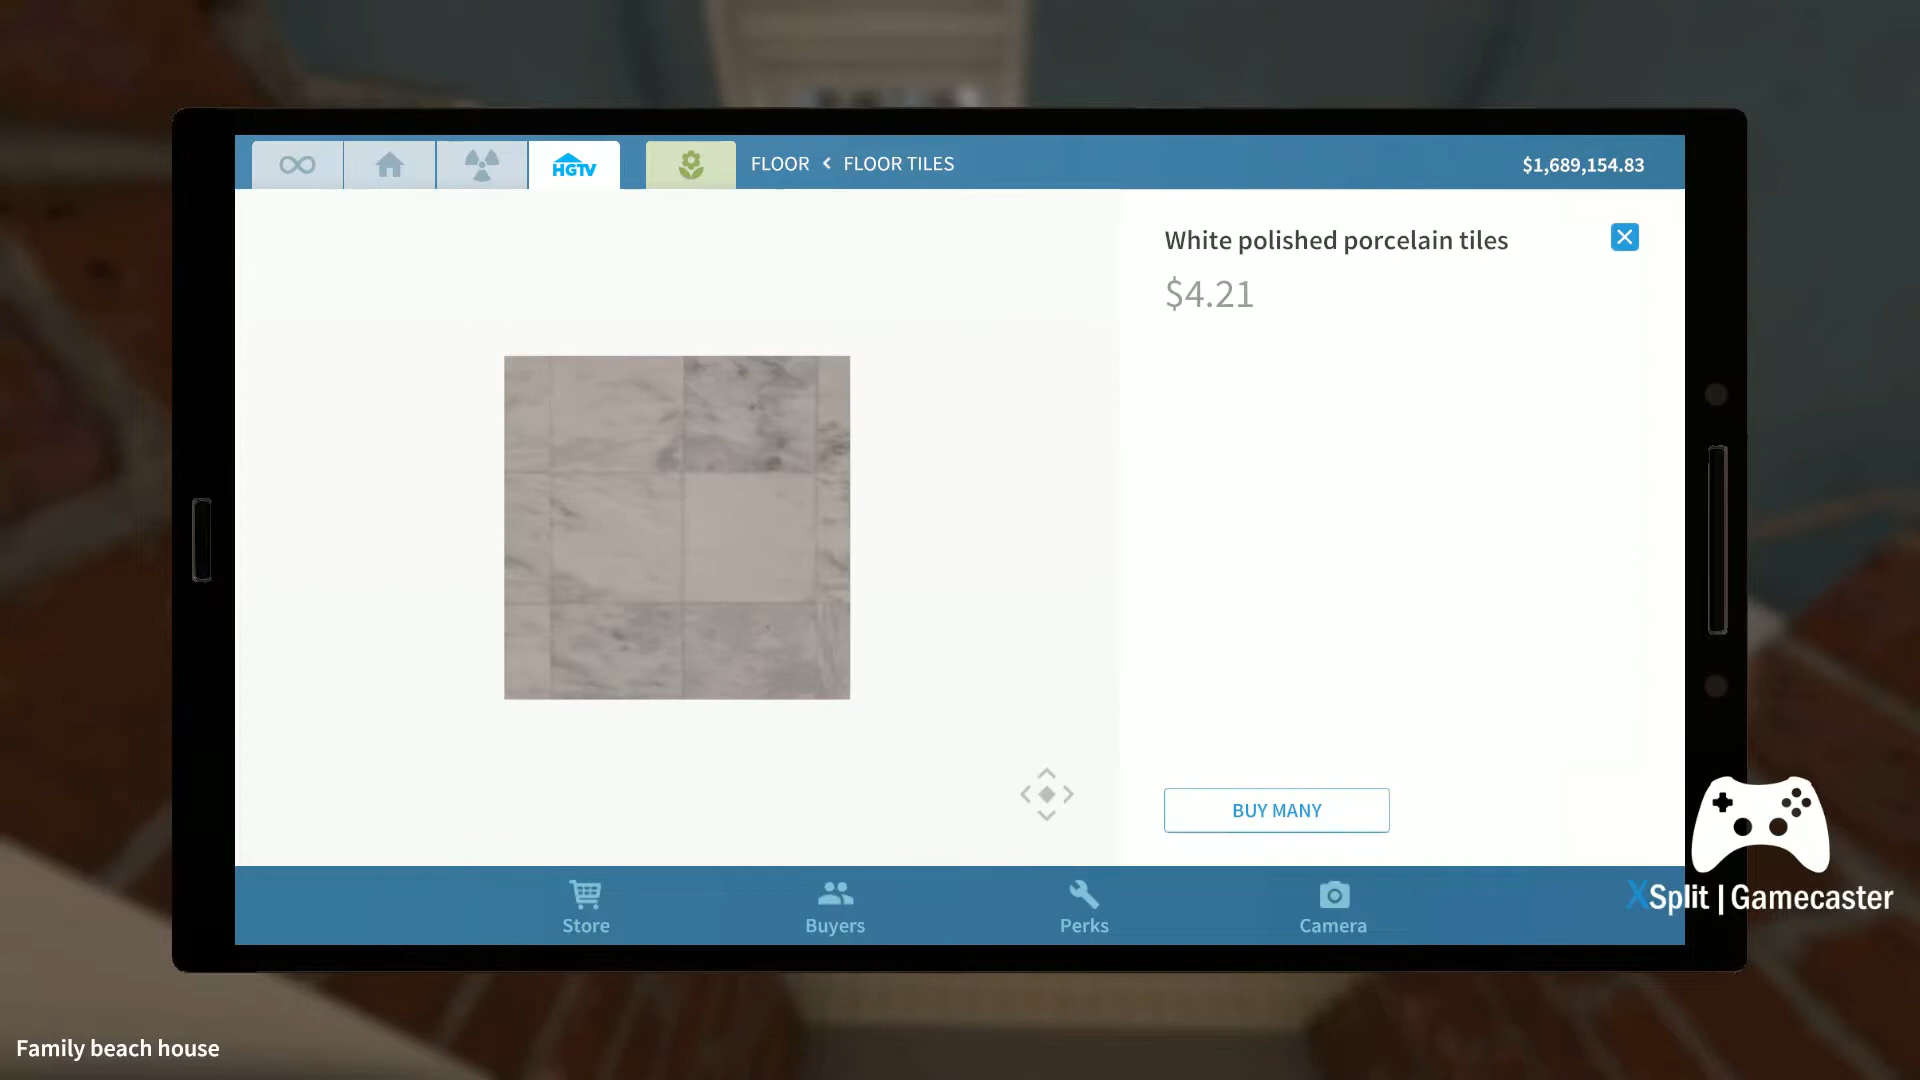 HGTV
FLOOR < FLOOR TILES
$1,689,154.83
White polished porcelain tiles
$4.21
BUY MANY
Store
Buyers
Perks
Camera
XSplit | Gamecaster
Family beach house